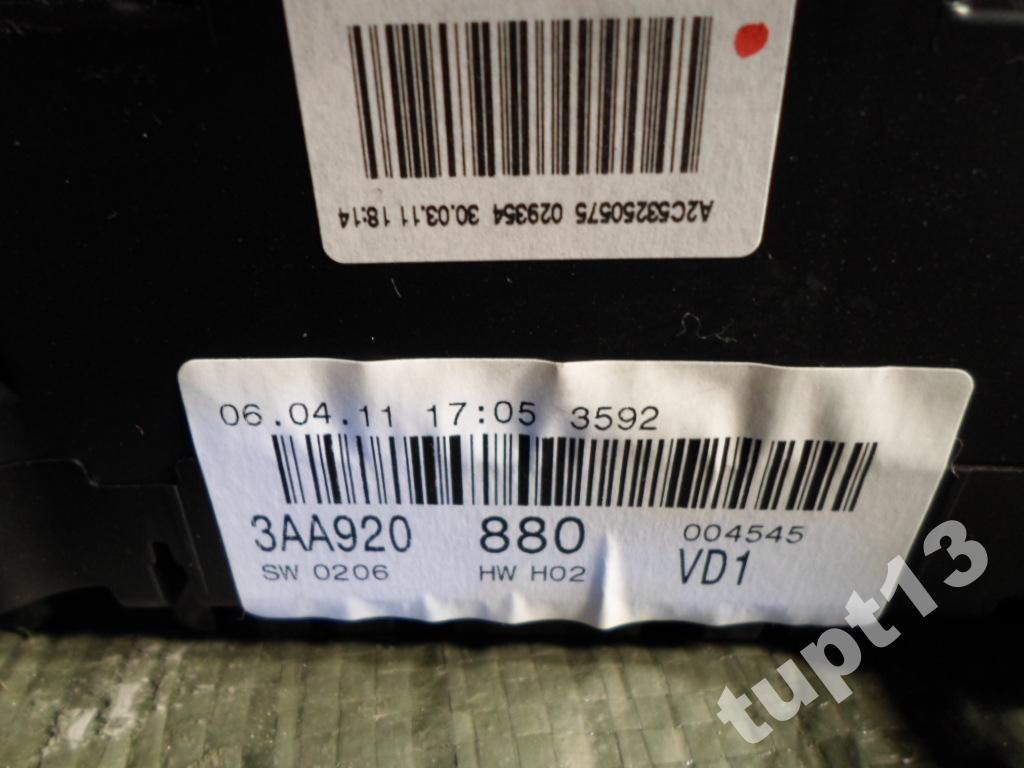 A2C53250575 029354 30.03.11 18:14
06.04.11 17:05 3592
3AA920 880 004545
SW 0206 HW H02 VD1
tupt13